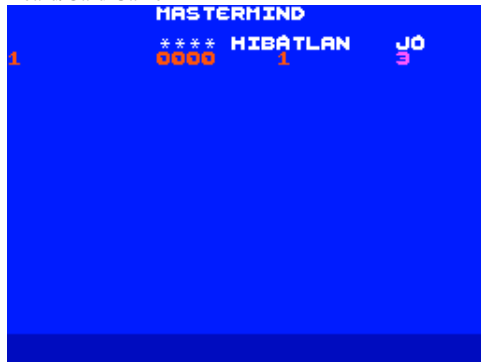 MASTERMIND
**** HIBÁTLAN JÓ
1 0000 1 3